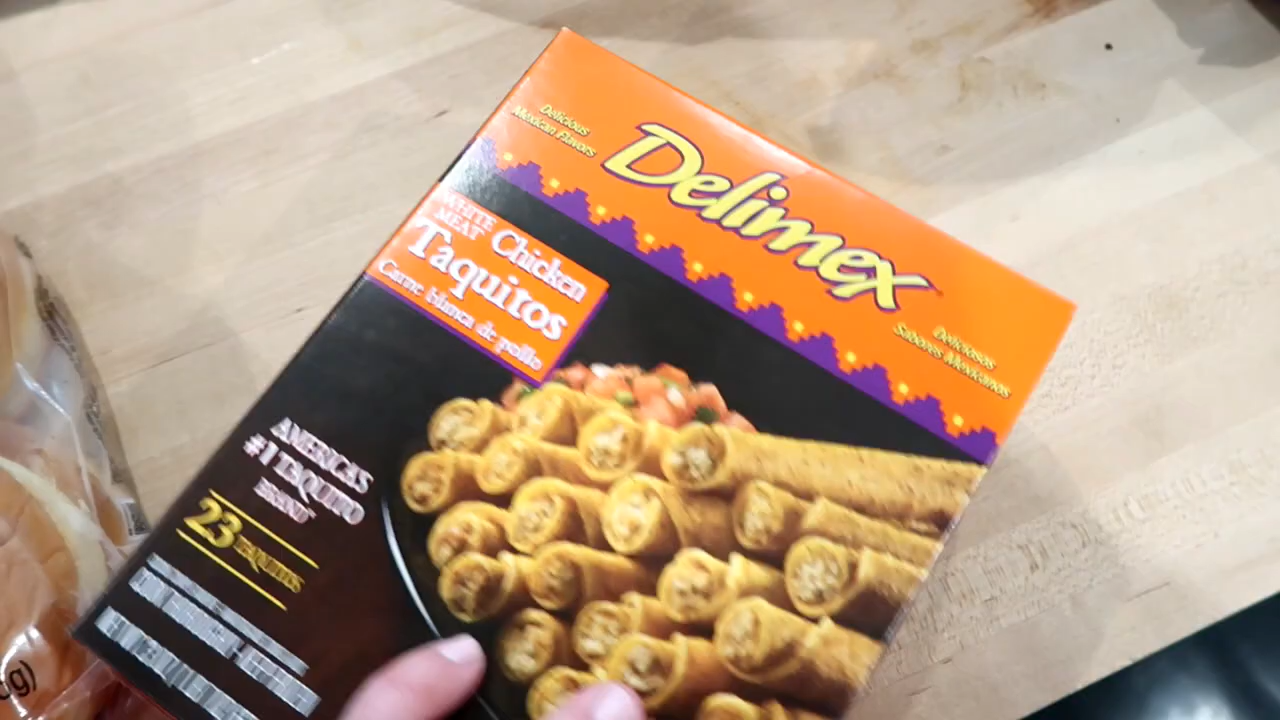 Delicious
Mexican Flavors
Delimex
Deliciosos
Sabores Mexicanos
WHITE
MEAT Chicken
Taquitos
Carne blanca de pollo
AMERICA'S
#1 TAQUITO
BRAND
23 TAQUITOS
g)